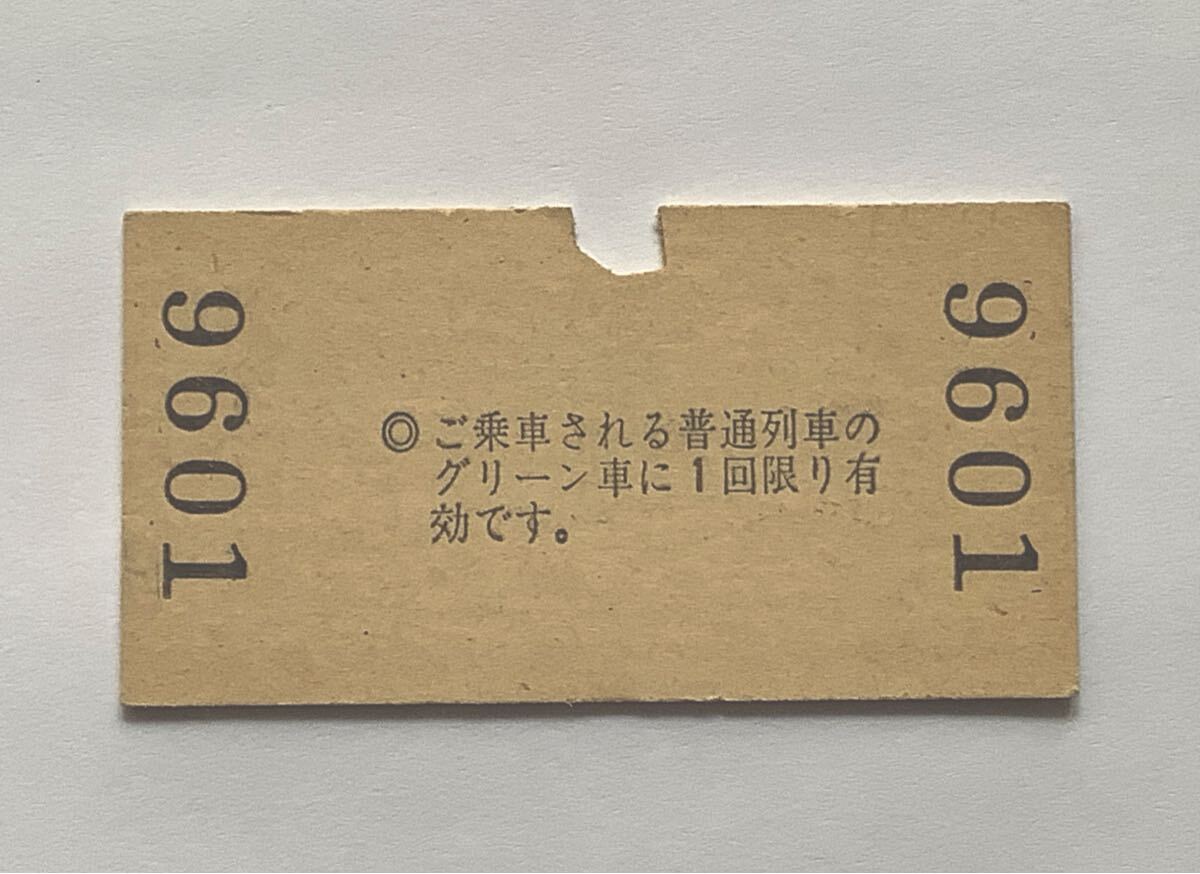 9601
◎ご乗車される普通列車の
グリーン車に1回限り有
効です。
9601